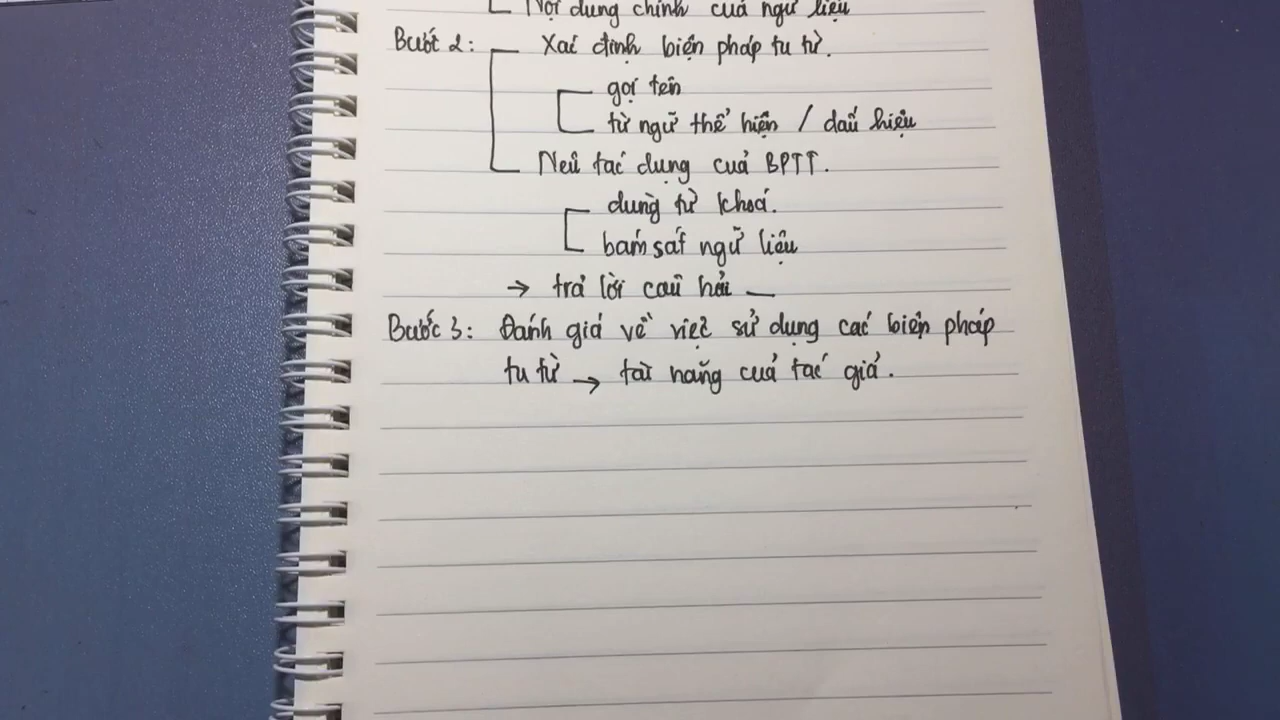 Nội dung chính của ngữ liệu
Bước 2: Xác định biện pháp tu từ.
gọi tên
từ ngữ thể hiện / dấu hiệu
Nêu tác dụng của BPTT.
dùng từ khoá.
bám sát ngữ liệu
→ trả lời câu hỏi —
Bước 3: Đánh giá về việc sử dụng các biện pháp
tu từ → tài năng của tác giả.